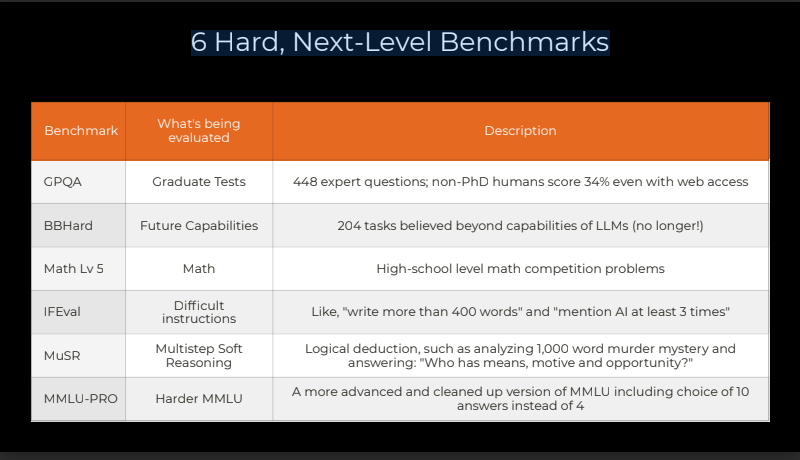 6 Hard, Next-Level Benchmarks
Benchmark
What's being
evaluated
Description
GPQA
Graduate Tests
448 expert questions; non-PhD humans score 34% even with web access
BBHard
Future Capabilities
204 tasks believed beyond capabilities of LLMs (no longer!)
Math Lv 5
Math
High-school level math competition problems
IFEval
Difficult
instructions
Like, "write more than 400 words" and "mention AI at least 3 times"
MuSR
Multistep Soft
Reasoning
Logical deduction, such as analyzing 1,000 word murder mystery and
answering: "Who has means, motive and opportunity?"
MMLU-PRO
Harder MMLU
A more advanced and cleaned up version of MMLU including choice of 10
answers instead of 4